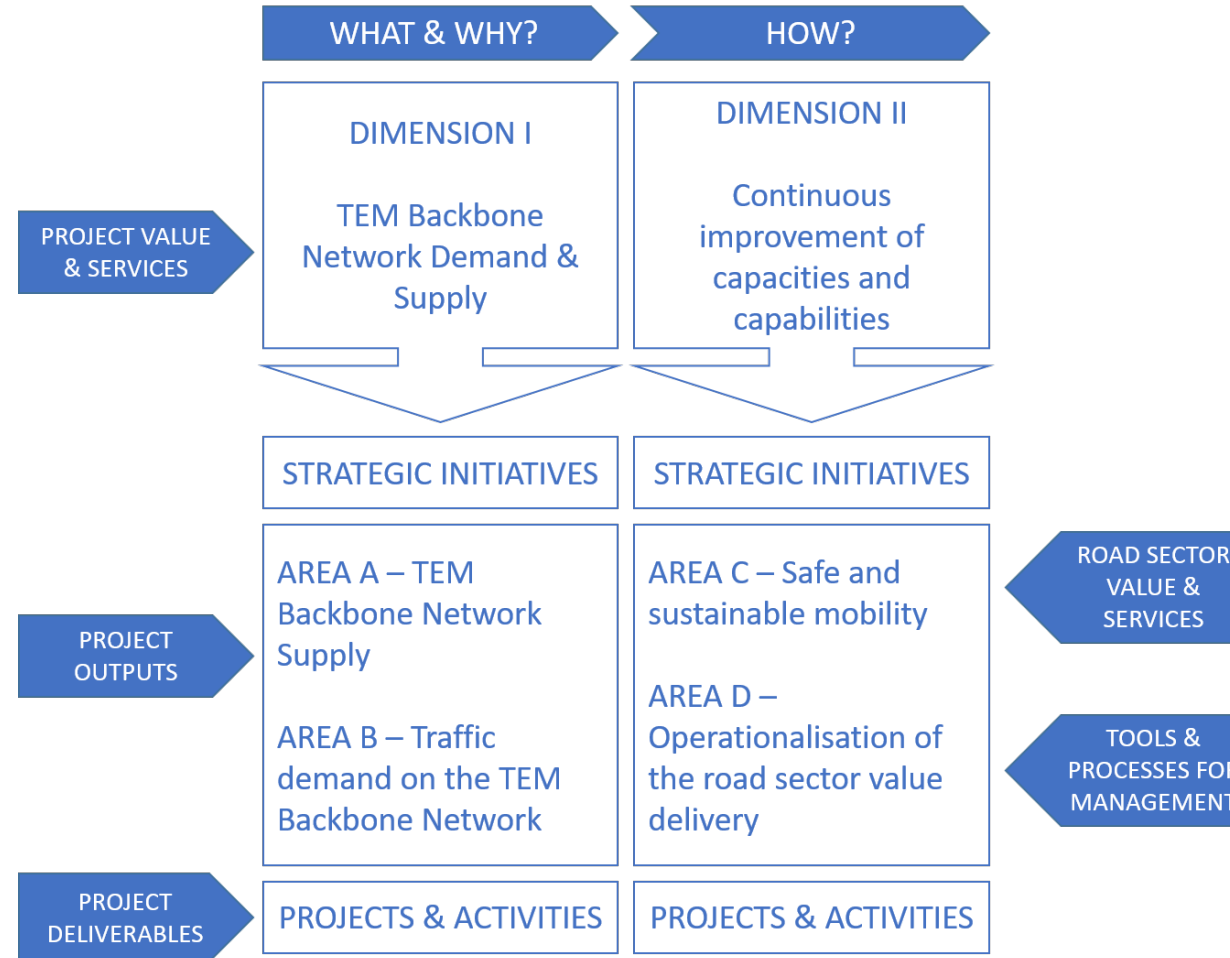 WHAT & WHY?
HOW?
DIMENSION I
TEM Backbone
Network Demand &
Supply
DIMENSION II
Continuous
improvement of
capacities and
capabilities
PROJECT VALUE
& SERVICES
STRATEGIC INITIATIVES
STRATEGIC INITIATIVES
AREA A – TEM
Backbone Network
Supply
AREA B – Traffic
demand on the TEM
Backbone Network
AREA C – Safe and
sustainable mobility
AREA D –
Operationalisation of
the road sector value
delivery
PROJECT
OUTPUTS
ROAD SECTOR
VALUE &
SERVICES
TOOLS &
PROCESSES FOR
MANAGEMENT
PROJECT
DELIVERABLES
PROJECTS & ACTIVITIES
PROJECTS & ACTIVITIES